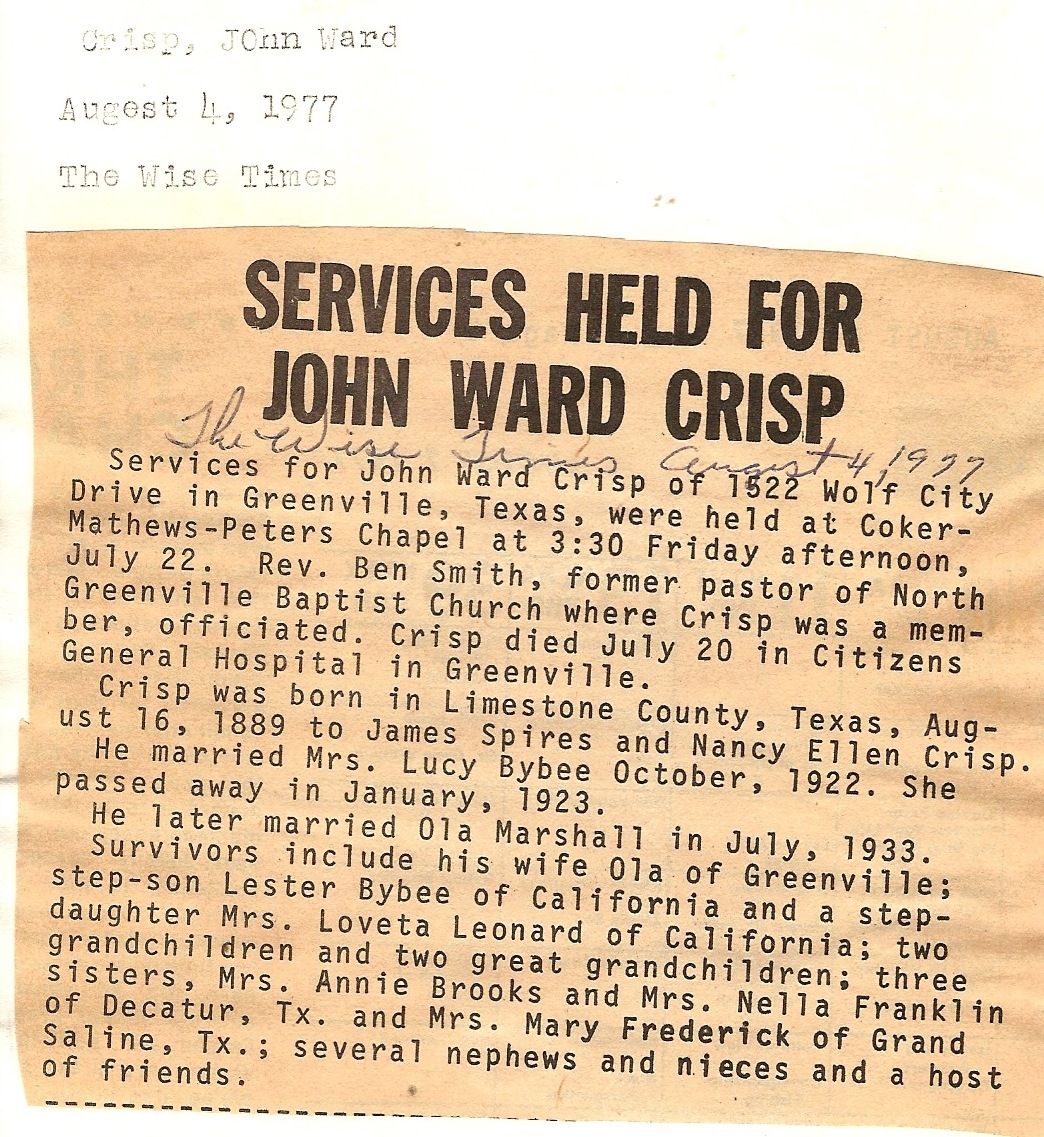 Crisp, JOhn Ward
Augest 4, 1977
The Wise Times
SERVICES HELD FOR
JOHN WARD CRISP
The Wise Times August 4, 1977
Services for John Ward Crisp of 1522 Wolf City
Drive in Greenville, Texas, were held at Coker-
Mathews-Peters Chapel at 3:30 Friday afternoon,
July 22. Rev. Ben Smith, former pastor of North
Greenville Baptist Church where Crisp was a mem-
ber, officiated. Crisp died July 20 in Citizens
General Hospital in Greenville.
Crisp was born in Limestone County, Texas, Aug-
ust 16, 1889 to James Spires and Nancy Ellen Crisp.
He married Mrs. Lucy Bybee October, 1922. She
passed away in January, 1923.
He later married Ola Marshall in July, 1933.
Survivors include his wife Ola of Greenville;
step-son Lester Bybee of California and a step-
daughter Mrs. Loveta Leonard of California; two
grandchildren and two great grandchildren; three
sisters, Mrs. Annie Brooks and Mrs. Nella Franklin
of Decatur, Tx. and Mrs. Mary Frederick of Grand
Saline, Tx.; several nephews and nieces and a host
of friends.